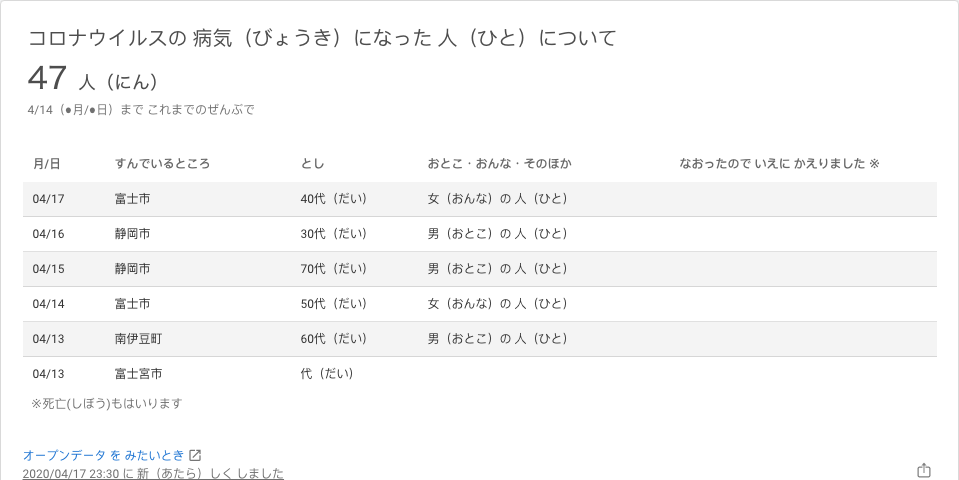 コロナウイルスの 病気（びょうき）になった 人（ひと）について
47 人（にん）
4/14（●月/●日）まで これまでのぜんぶで
月/日 すんでいるところ とし おとこ・おんな・そのほか なおったので いえに かえりました ※
04/17 富士市 40代（だい） 女（おんな）の 人（ひと）
04/16 静岡市 30代（だい） 男（おとこ）の 人（ひと）
04/15 静岡市 70代（だい） 男（おとこ）の 人（ひと）
04/14 富士市 50代（だい） 女（おんな）の 人（ひと）
04/13 南伊豆町 60代（だい） 男（おとこ）の 人（ひと）
04/13 富士宮市 代（だい）
※死亡(しぼう)もはいります
オープンデータ を みたいとき
2020/04/17 23:30 に 新（あたら）しく しました